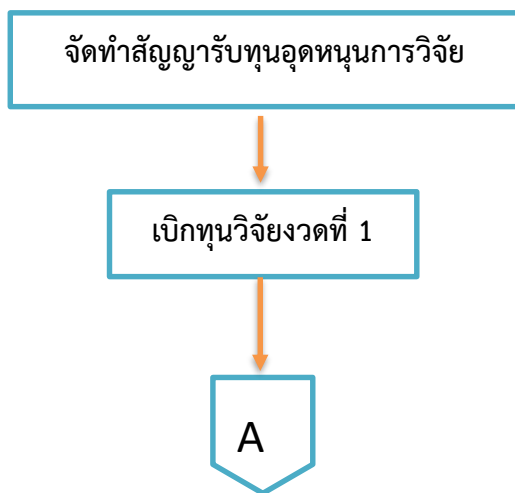 จัดทำสัญญารับทุนอุดหนุนการวิจัย
เบิกทุนวิจัยงวดที่ 1
A